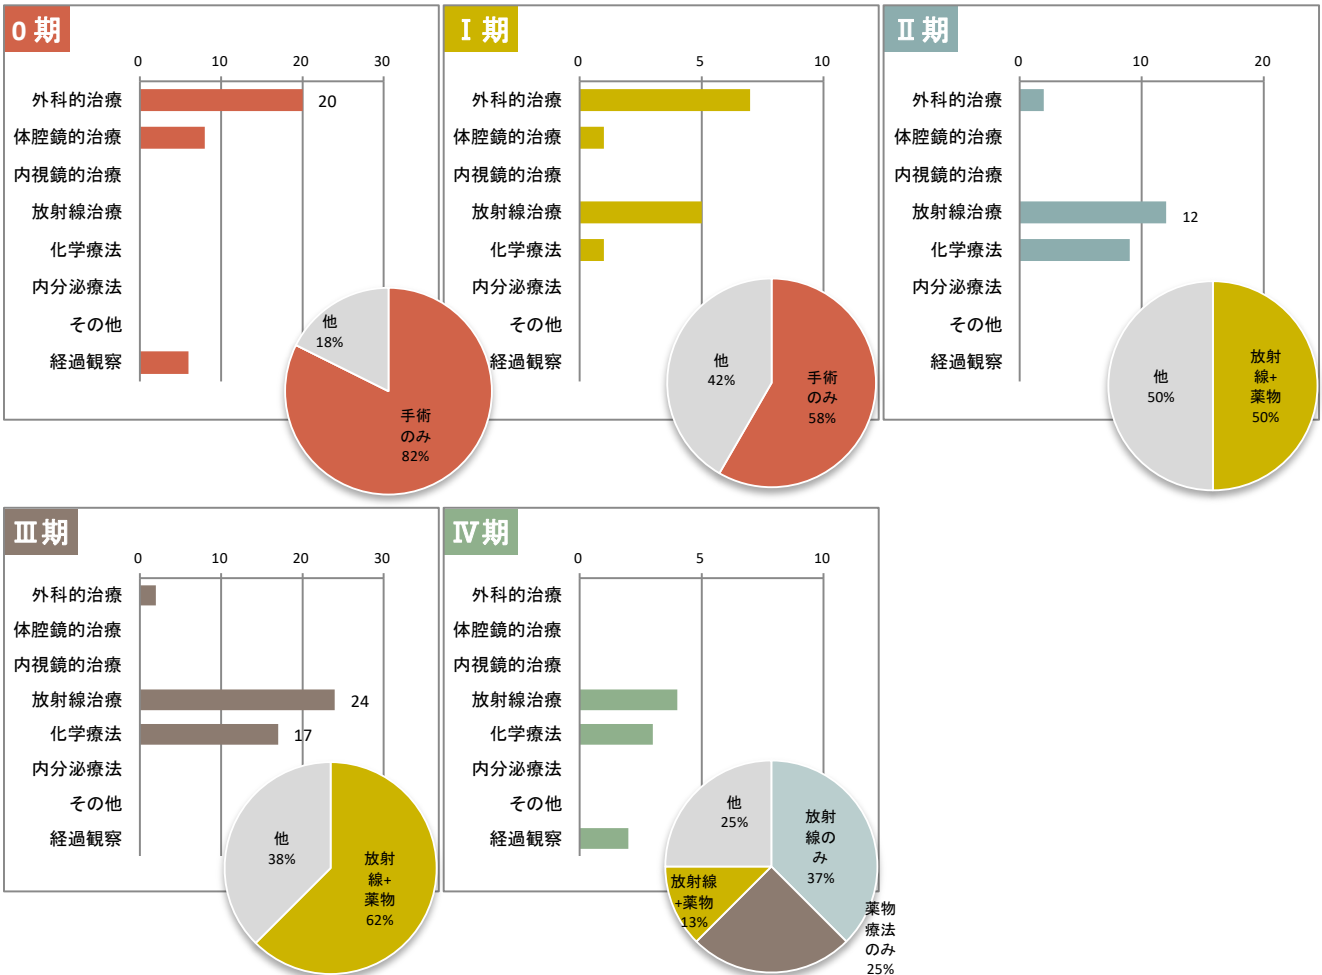 0期
0 10 20 30
外科的治療 20
体腔鏡的治療
内視鏡的治療
放射線治療
化学療法
内分泌療法
その他
経過観察
他
18%
手術
のみ
82%
Ⅰ期
0 5 10
外科的治療
体腔鏡的治療
内視鏡的治療
放射線治療
化学療法
内分泌療法
その他
経過観察
他
42%
手術
のみ
58%
Ⅱ期
0 10 20
外科的治療
体腔鏡的治療
内視鏡的治療
放射線治療 12
化学療法
内分泌療法
その他
経過観察
他
50%
放射
線+
薬物
50%
Ⅲ期
0 10 20 30
外科的治療
体腔鏡的治療
内視鏡的治療
放射線治療 24
化学療法 17
内分泌療法
その他
経過観察
他
38%
放射
線+
薬物
62%
Ⅳ期
0 5 10
外科的治療
体腔鏡的治療
内視鏡的治療
放射線治療
化学療法
内分泌療法
その他
経過観察
他
25%
放射
線の
み
37%
放射線
+薬物
13%
薬物
療法
のみ
25%